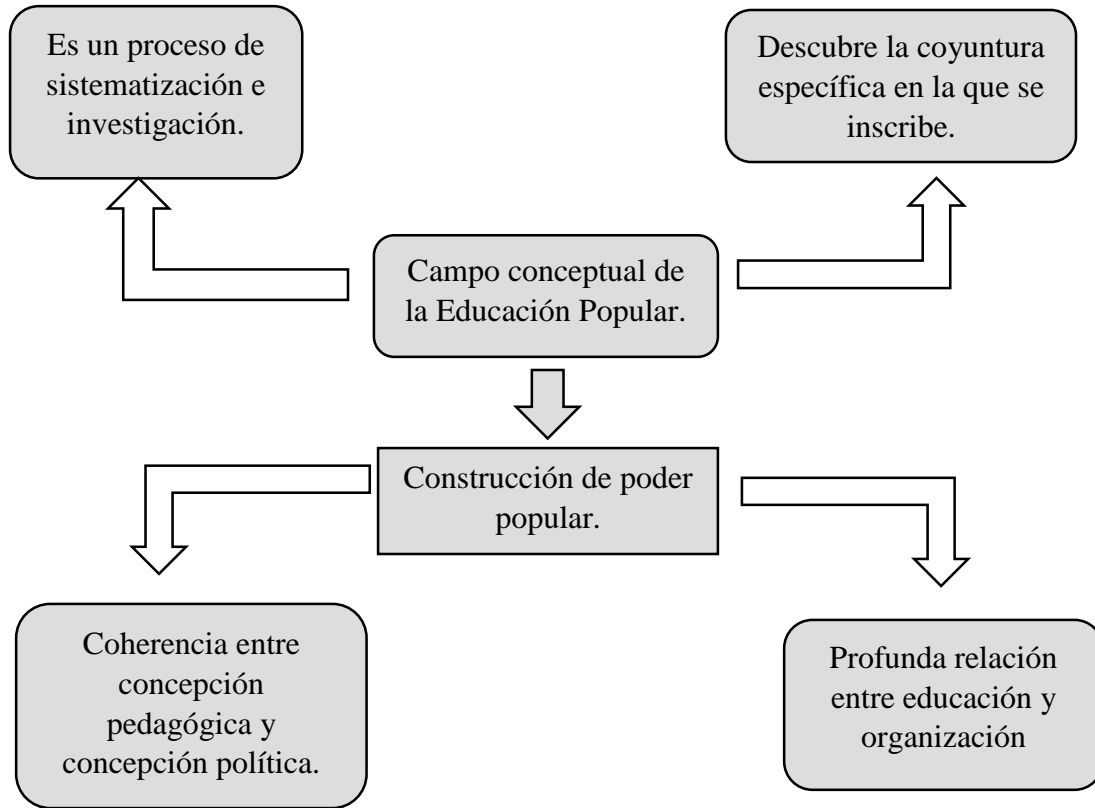 Es un proceso de
sistematización e
investigación.
Descubre la coyuntura
específica en la que se
inscribe.
Campo conceptual de
la Educación Popular.
Construcción de poder
popular.
Coherencia entre
concepción
pedagógica y
concepción política.
Profunda relación
entre educación y
organización